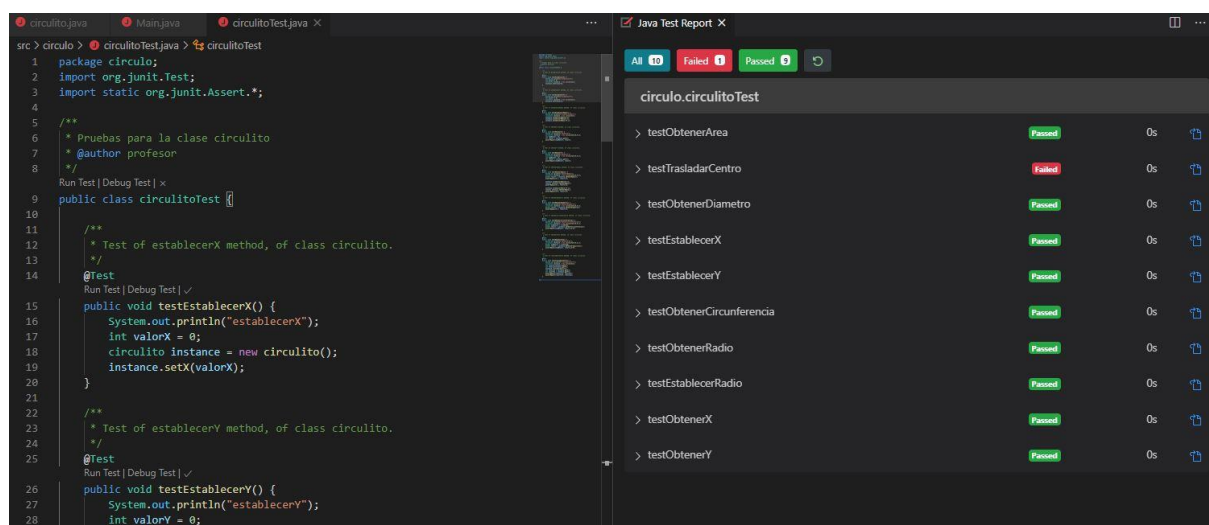 circulito.java Main.java circulitoTest.java ×
src > circulo > circulitoTest.java > circulitoTest
1 package circulo;
2 import org.junit.Test;
3 import static org.junit.Assert.*;
4
5 /**
6 * Pruebas para la clase circulito
7 * @author profesor
8 */
Run Test | Debug Test | ×
9 public class circulitoTest {
10
11 /**
12 * Test of establecerX method, of class circulito.
13 */
14 @Test
Run Test | Debug Test | ✓
15 public void testEstablecerX() {
16 System.out.println("establecerX");
17 int valorX = 0;
18 circulito instance = new circulito();
19 instance.setX(valorX);
20 }
21
22 /**
23 * Test of establecerY method, of class circulito.
24 */
25 @Test
Run Test | Debug Test | ✓
26 public void testEstablecerY() {
27 System.out.println("establecerY");
28 int valorY = 0;
Java Test Report ×
All 10 Failed 1 Passed 9
circulo.circulitoTest
> testObtenerArea Passed 0s
> testTrasladarCentro Failed 0s
> testObtenerDiametro Passed 0s
> testEstablecerX Passed 0s
> testEstablecerY Passed 0s
> testObtenerCircunferencia Passed 0s
> testObtenerRadio Passed 0s
> testEstablecerRadio Passed 0s
> testObtenerX Passed 0s
> testObtenerY Passed 0s